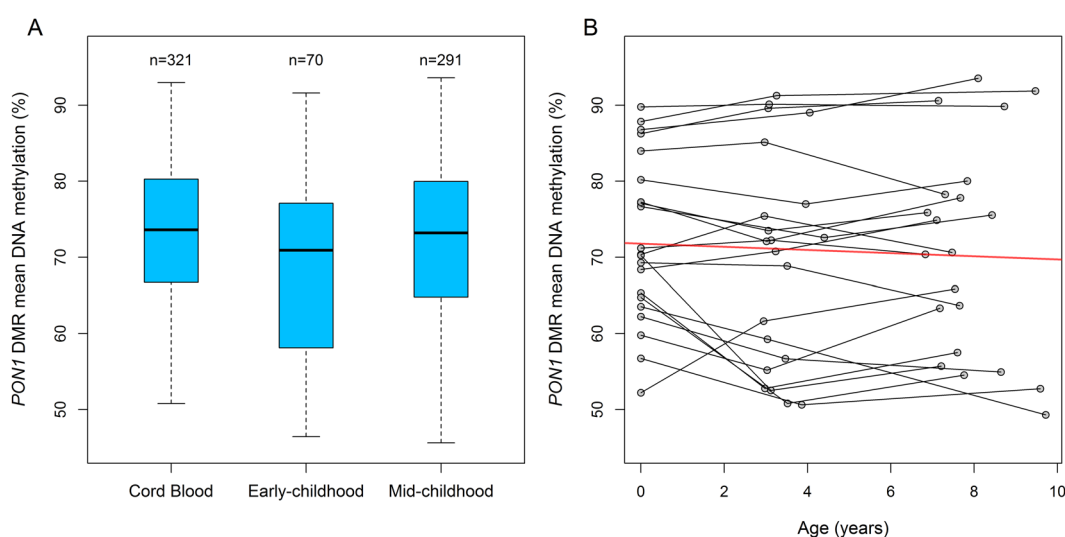 A
n=321 n=70 n=291
PON1 DMR mean DNA methylation (%)
90
80
70
60
50
Cord Blood Early-childhood Mid-childhood
B
PON1 DMR mean DNA methylation (%)
90
80
70
60
50
0 2 4 6 8 10
Age (years)